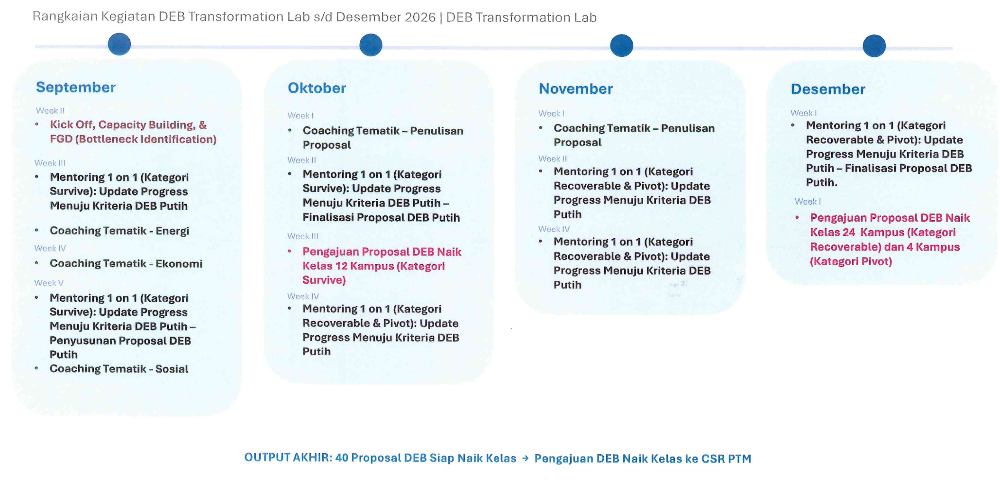 Rangkaian Kegiatan DEB Transformation Lab s/d Desember 2026 | DEB Transformation Lab
September
Week II
• Kick Off, Capacity Building, &
FGD (Bottleneck Identification)
Week III
• Mentoring 1 on 1 (Kategori
Survive): Update Progress
Menuju Kriteria DEB Putih
• Coaching Tematik - Energi
Week IV
• Coaching Tematik - Ekonomi
Week V
• Mentoring 1 on 1 (Kategori
Survive): Update Progress
Menuju Kriteria DEB Putih –
Penyusunan Proposal DEB
Putih
• Coaching Tematik - Sosial
Oktober
Week I
• Coaching Tematik – Penulisan
Proposal
Week II
• Mentoring 1 on 1 (Kategori
Survive): Update Progress
Menuju Kriteria DEB Putih –
Finalisasi Proposal DEB Putih
Week III
• Pengajuan Proposal DEB Naik
Kelas 12 Kampus (Kategori
Survive)
Week IV
• Mentoring 1 on 1 (Kategori
Recoverable & Pivot): Update
Progress Menuju Kriteria DEB
Putih
November
Week I
• Coaching Tematik – Penulisan
Proposal
Week II
• Mentoring 1 on 1 (Kategori
Recoverable & Pivot): Update
Progress Menuju Kriteria DEB
Putih
Week IV
• Mentoring 1 on 1 (Kategori
Recoverable & Pivot): Update
Progress Menuju Kriteria DEB
Putih
Desember
Week I
• Mentoring 1 on 1 (Kategori
Recoverable & Pivot): Update
Progress Menuju Kriteria DEB
Putih – Finalisasi Proposal DEB
Putih.
Week I
• Pengajuan Proposal DEB Naik
Kelas 24 Kampus (Kategori
Recoverable) dan 4 Kampus
(Kategori Pivot)
OUTPUT AKHIR: 40 Proposal DEB Siap Naik Kelas → Pengajuan DEB Naik Kelas ke CSR PTM